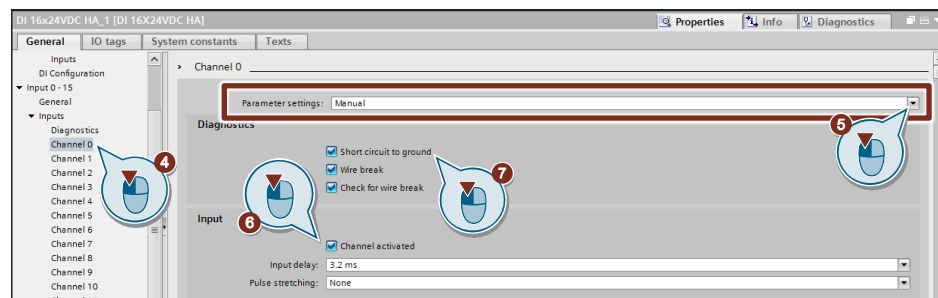 DI 16x24VDC HA_1 [DI 16X24VDC HA]
Properties
Info
Diagnostics
General
IO tags
System constants
Texts
Inputs
DI Configuration
Input 0 - 15
General
Inputs
Diagnostics
Channel 0
Channel 1
Channel 2
Channel 3
Channel 4
Channel 5
Channel 6
Channel 7
Channel 8
Channel 9
Channel 10
4
Channel 0
Parameter settings: Manual
5
Diagnostics
Short circuit to ground
Wire break
Check for wire break
7
Input
6
Channel activated
Input delay: 3.2 ms
Pulse stretching: None